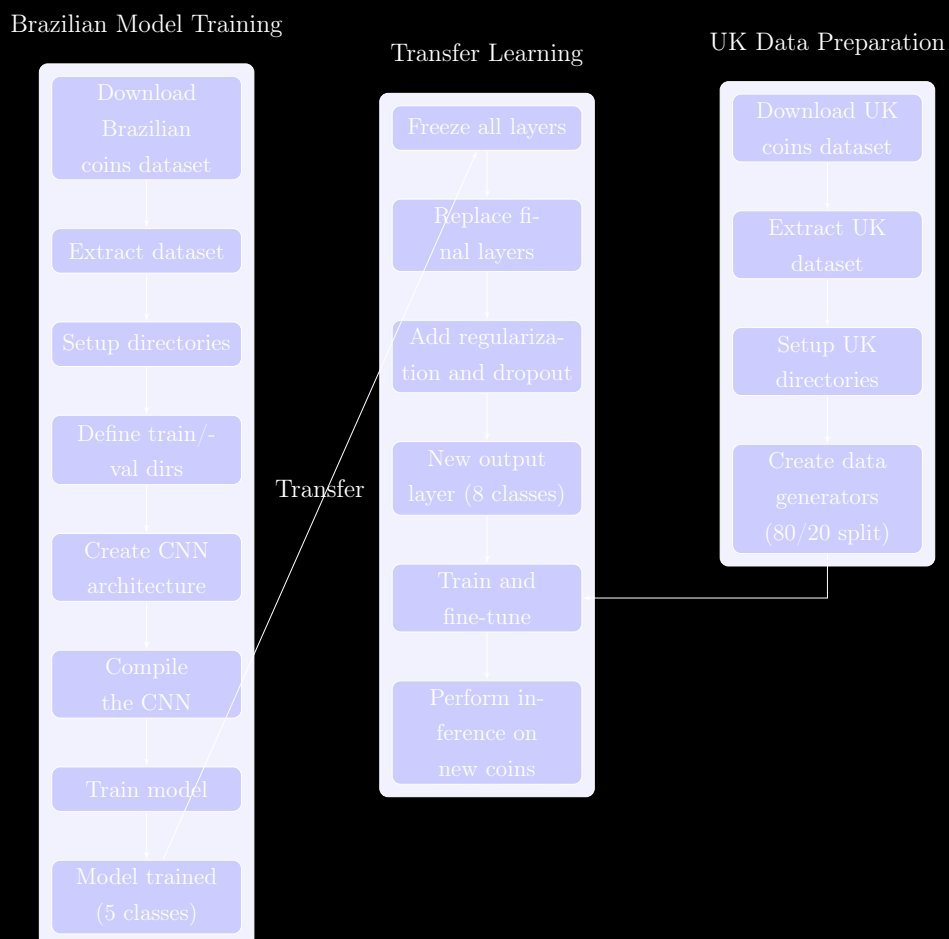 Brazilian Model Training
Download
Brazilian
coins dataset
Extract dataset
Setup directories
Define train/-
val dirs
Create CNN
architecture
Compile
the CNN
Train model
Model trained
(5 classes)
Transfer
Transfer Learning
Freeze all layers
Replace fi-
nal layers
Add regulariza-
tion and dropout
New output
layer (8 classes)
Train and
fine-tune
Perform in-
ference on
new coins
UK Data Preparation
Download UK
coins dataset
Extract UK
dataset
Setup UK
directories
Create data
generators
(80/20 split)